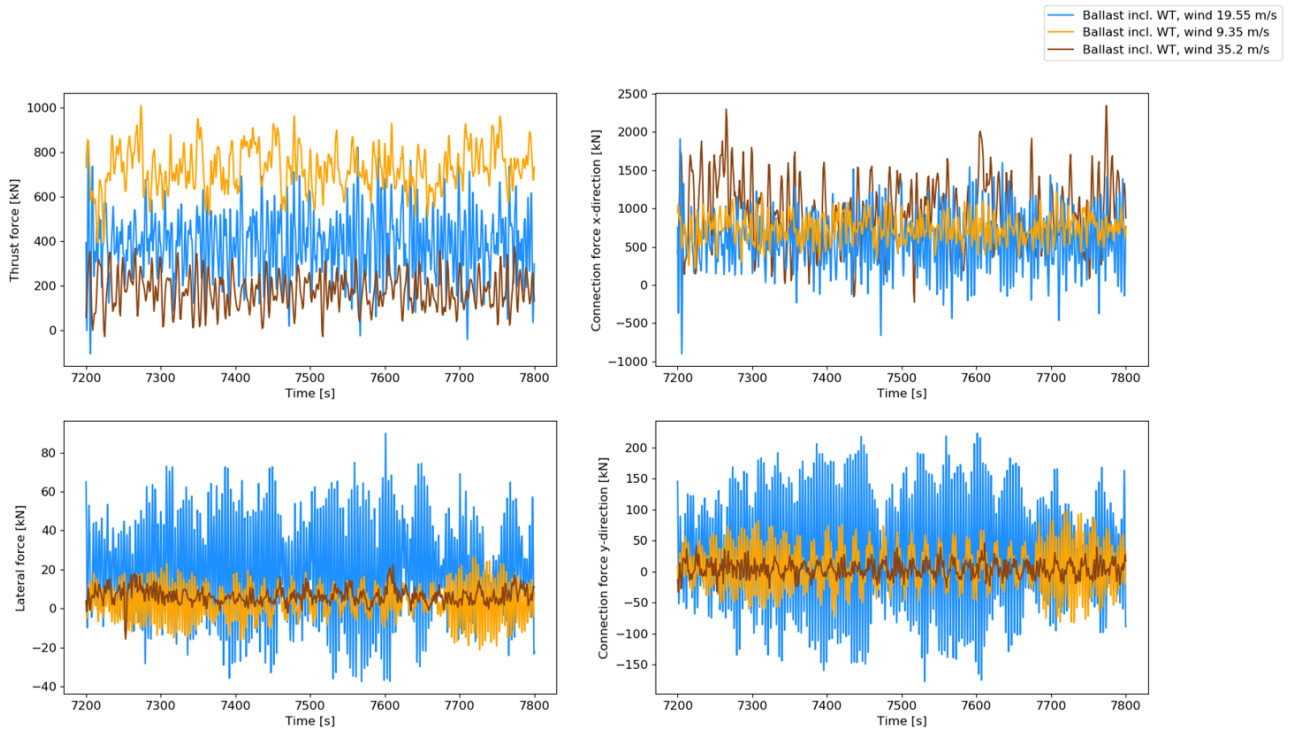 Ballast incl. WT, wind 19.55 m/s
Ballast incl. WT, wind 9.35 m/s
Ballast incl. WT, wind 35.2 m/s
Thrust force [kN]
1000
800
600
400
200
0
7200 7300 7400 7500 7600 7700 7800
Time [s]
Connection force x-direction [kN]
2500
2000
1500
1000
500
0
−500
−1000
7200 7300 7400 7500 7600 7700 7800
Time [s]
Lateral force [kN]
80
60
40
20
0
−20
−40
7200 7300 7400 7500 7600 7700 7800
Time [s]
Connection force y-direction [kN]
200
150
100
50
0
−50
−100
−150
7200 7300 7400 7500 7600 7700 7800
Time [s]